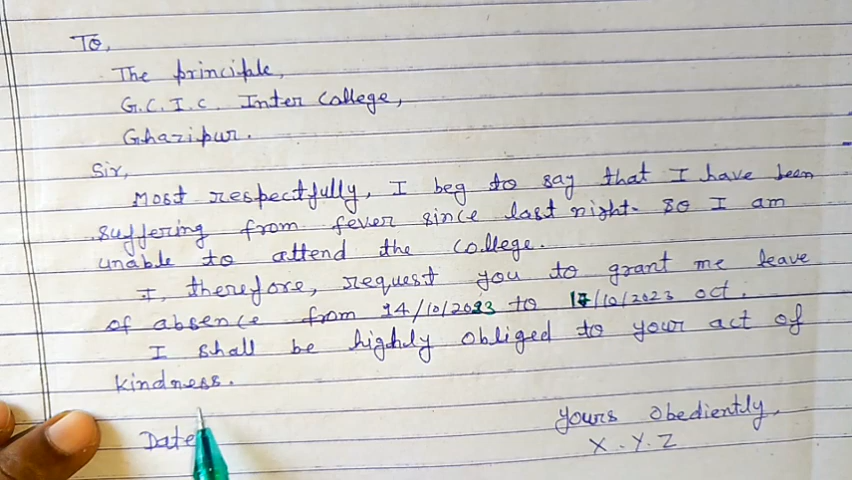 To,
The principle,
G.C.I.C. Inter College,
Ghazipur.
Sir,
Most respectfully, I beg to say that I have been
suffering from fever since last night. so I am
unable to attend the college.
I, therefore, request you to grant me leave
of absence from 14/10/2023 to 17/10/2023 oct.
I shall be highly obliged to your act of
kindness.
Yours obediently,
Date
X.Y.Z